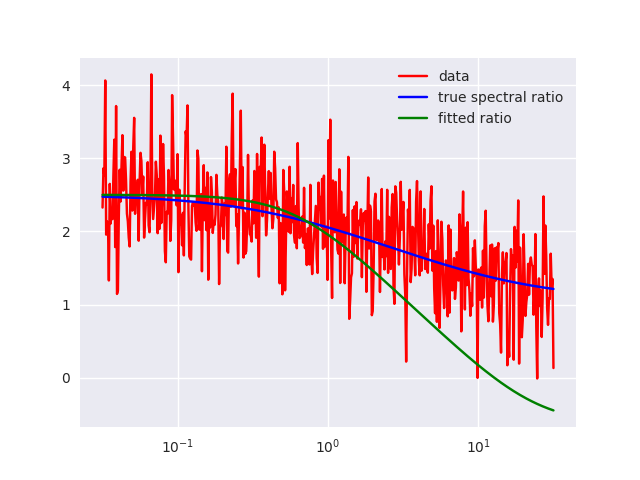 data
true spectral ratio
fitted ratio
4
3
2
1
0
10⁻¹
10⁰
10¹